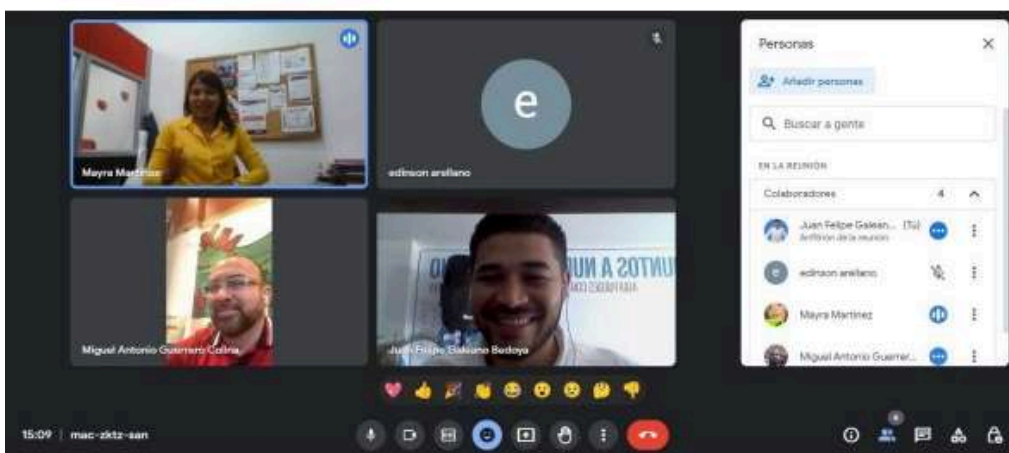 Mayra Martinez
edinson arellano
e
Miguel Antonio Guerrero Colina
Juan Felipe Galeano Bedoya
15:09 | mac-zktz-san
Personas
Añadir personas
Buscar a gente
EN LA REUNIÓN
Colaboradores 4
Juan Felipe Galean... (Tú)
Anfitrión de la reunión
e edinson arellano
Mayra Martinez
Miguel Antonio Guerrer...
4